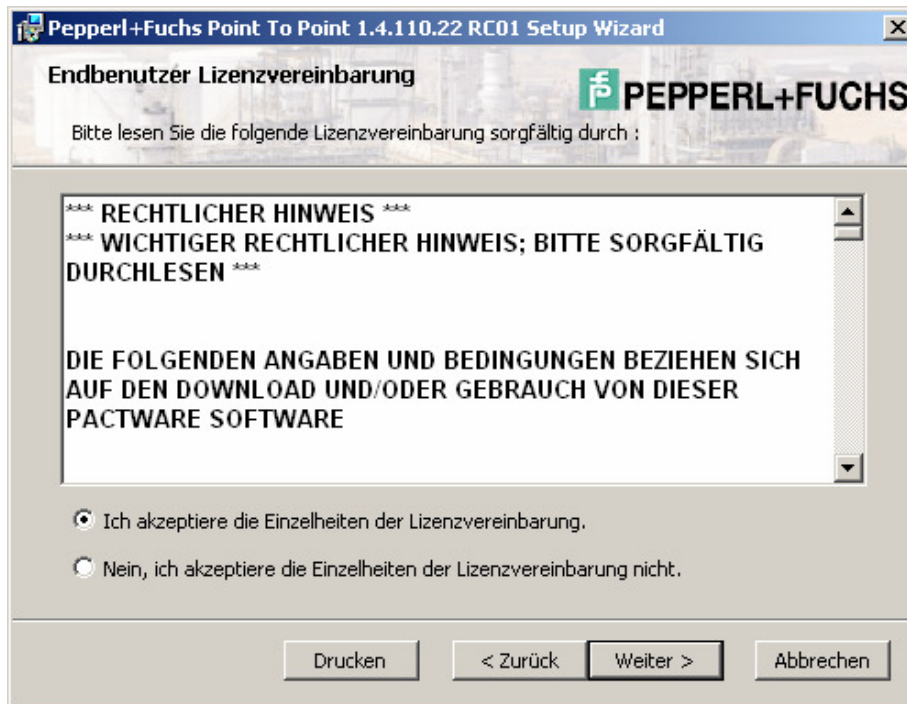 Pepperl+Fuchs Point To Point 1.4.110.22 RC01 Setup Wizard
Endbenutzer Lizenzvereinbarung
PEPPERL+FUCHS
Bitte lesen Sie die folgende Lizenzvereinbarung sorgfältig durch :
*** RECHTLICHER HINWEIS ***
*** WICHTIGER RECHTLICHER HINWEIS; BITTE SORGFÄLTIG
DURCHLESEN ***
DIE FOLGENDEN ANGABEN UND BEDINGUNGEN BEZIEHEN SICH
AUF DEN DOWNLOAD UND/ODER GEBRAUCH VON DIESER
PACTWARE SOFTWARE
Ich akzeptiere die Einzelheiten der Lizenzvereinbarung.
Nein, ich akzeptiere die Einzelheiten der Lizenzvereinbarung nicht.
Drucken < Zurück Weiter > Abbrechen